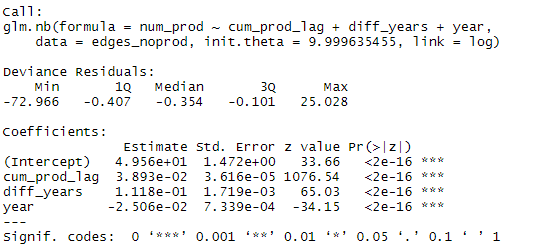 Call:
glm.nb(formula = num_prod ~ cum_prod_lag + diff_years + year,
data = edges_noprod, init.theta = 9.999635455, link = log)
Deviance Residuals:
Min 1Q Median 3Q Max
-72.966 -0.407 -0.354 -0.101 25.028
Coefficients:
Estimate Std. Error z value Pr(>|z|)
(Intercept) 4.956e+01 1.472e+00 33.66 <2e-16 ***
cum_prod_lag 3.893e-02 3.616e-05 1076.54 <2e-16 ***
diff_years 1.118e-01 1.719e-03 65.03 <2e-16 ***
year -2.506e-02 7.339e-04 -34.15 <2e-16 ***
---
Signif. codes: 0 ‘***’ 0.001 ‘**’ 0.01 ‘*’ 0.05 ‘.’ 0.1 ‘ ’ 1